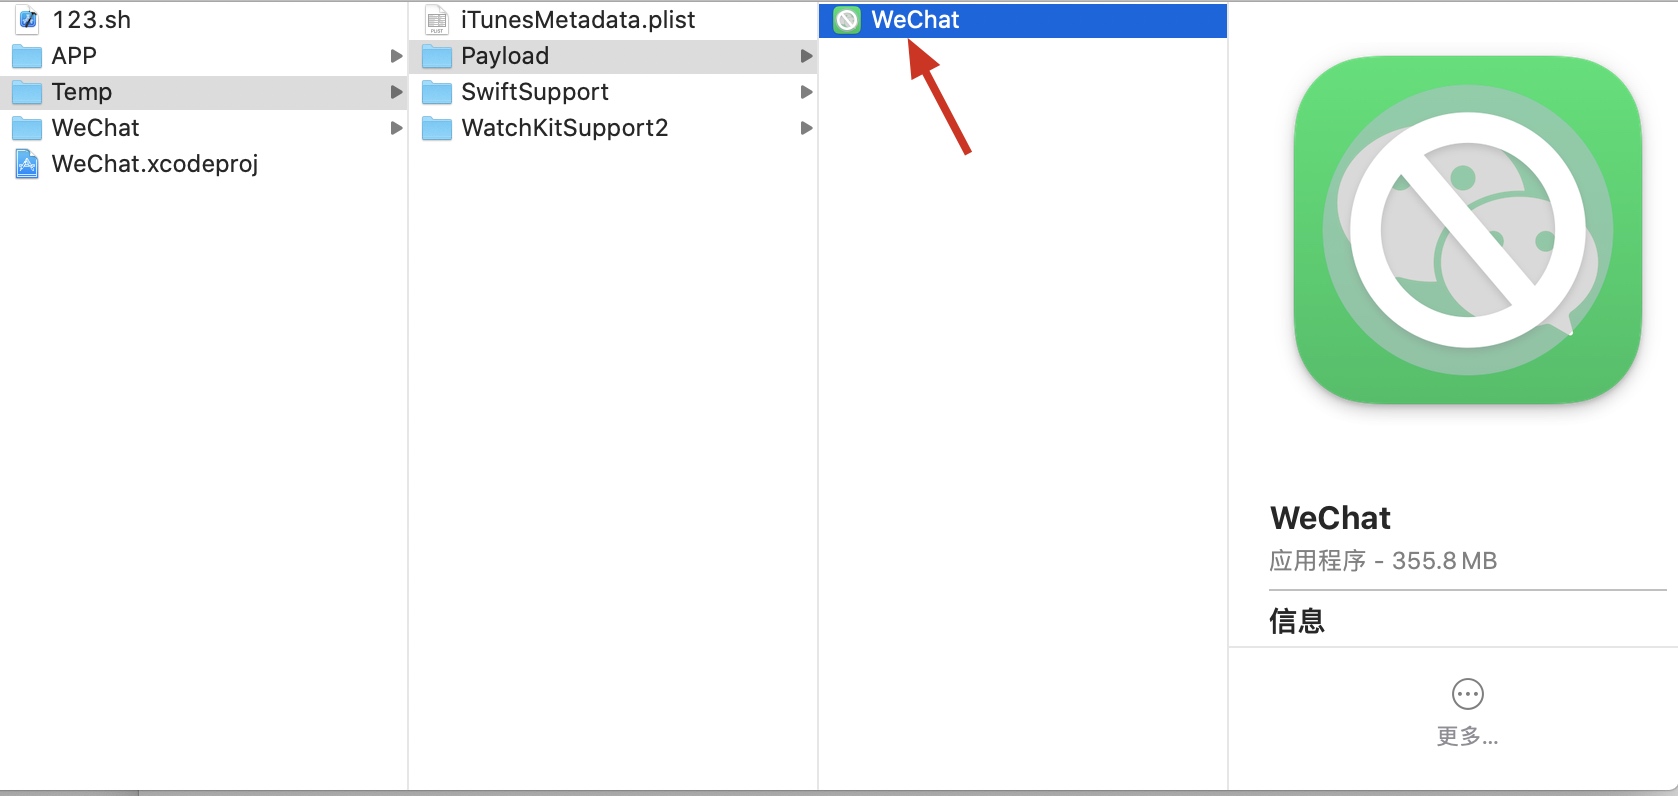 123.sh
APP
Temp
WeChat
WeChat.xcodeproj
iTunesMetadata.plist
Payload
SwiftSupport
WatchKitSupport2
WeChat
WeChat
应用程序 - 355.8 MB
信息
更多...